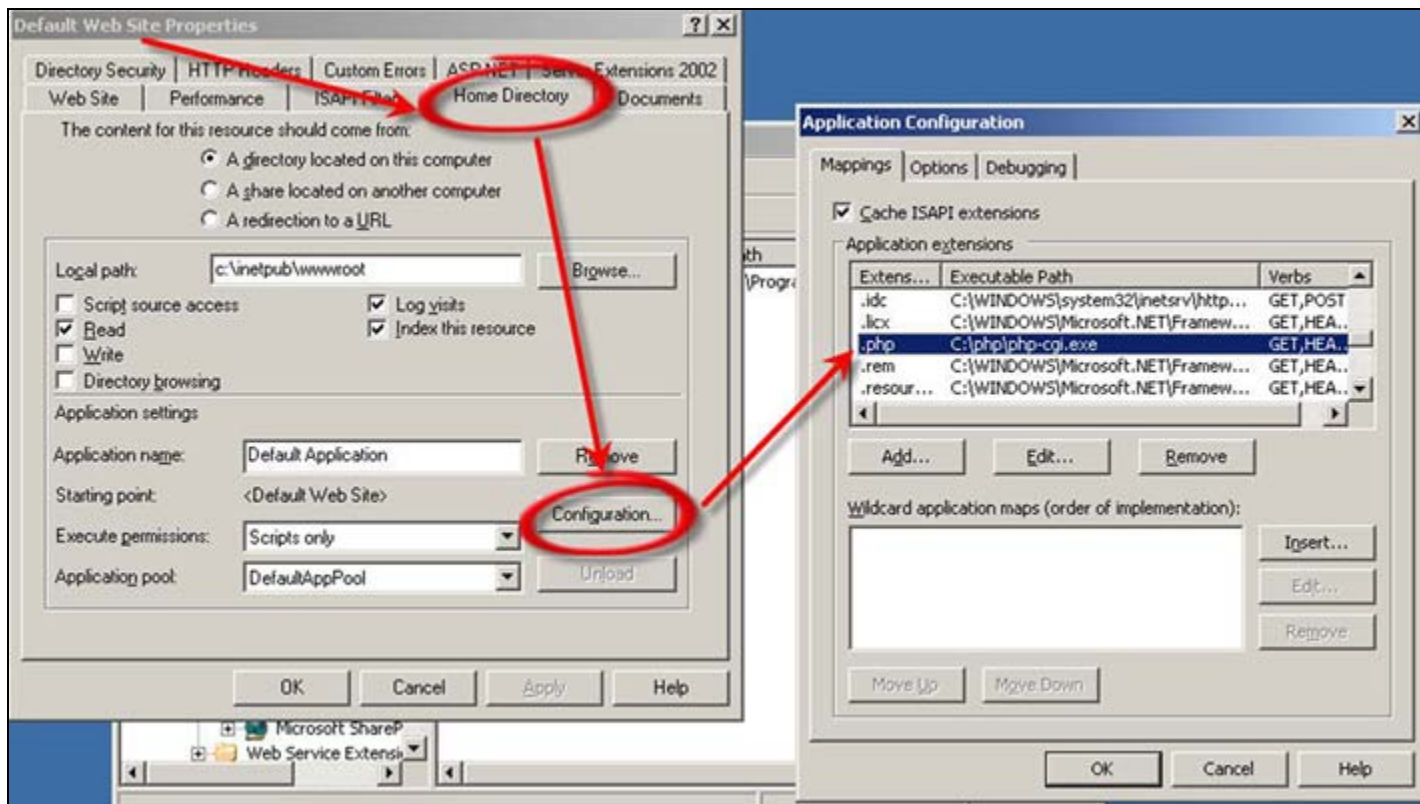 Default Web Site Properties
Directory Security HTTP Headers Custom Errors ASP.NET Server Extensions 2002
Web Site Performance ISAPI Filters Home Directory Documents
The content for this resource should come from:
A directory located on this computer
A share located on another computer
A redirection to a URL
Local path: c:\inetpub\wwwroot Browse...
Script source access Log visits
Read Index this resource
Write
Directory browsing
Application settings
Application name: Default Application Remove
Starting point: <Default Web Site>
Configuration...
Execute permissions: Scripts only
Application pool: DefaultAppPool Unload
OK Cancel Apply Help
Microsoft ShareP
Web Service Extensi
th
\Progra
Application Configuration
Mappings Options Debugging
Cache ISAPI extensions
Application extensions
Extens... Executable Path Verbs
.idc C:\WINDOWS\system32\inetsrv\http... GET,POST
.licx C:\WINDOWS\Microsoft.NET\Framew... GET,HEA...
.php C:\php\php-cgi.exe GET,HEA...
.rem C:\WINDOWS\Microsoft.NET\Framew... GET,HEA...
.resour... C:\WINDOWS\Microsoft.NET\Framew... GET,HEA...
Add... Edit... Remove
Wildcard application maps (order of implementation):
Insert...
Edit...
Remove
Move Up Move Down
OK Cancel Help